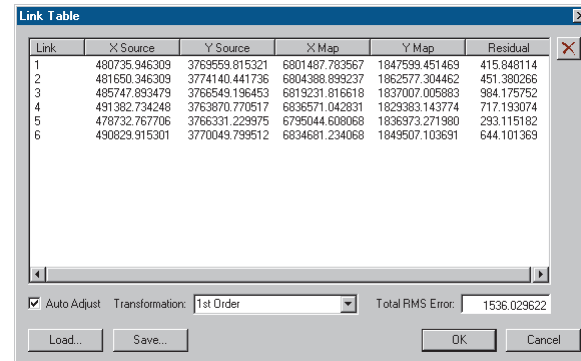 Link Table
Link X Source Y Source X Map Y Map Residual
1 480735.946309 3769559.815321 6801487.783567 1847599.451469 415.848114
2 481650.346309 3774140.441736 6804388.899237 1862577.304462 451.380266
3 485747.893479 3766549.196453 6819231.816618 1837007.005883 984.175752
4 491382.734248 3763870.770517 6836571.042831 1829383.143774 717.193074
5 478732.767706 3766331.229975 6795044.608068 1836973.271980 293.115182
6 490829.915301 3770049.799512 6834681.234068 1849507.103691 644.101369
Auto Adjust Transformation: 1st Order Total RMS Error: 1536.029622
Load... Save... OK Cancel